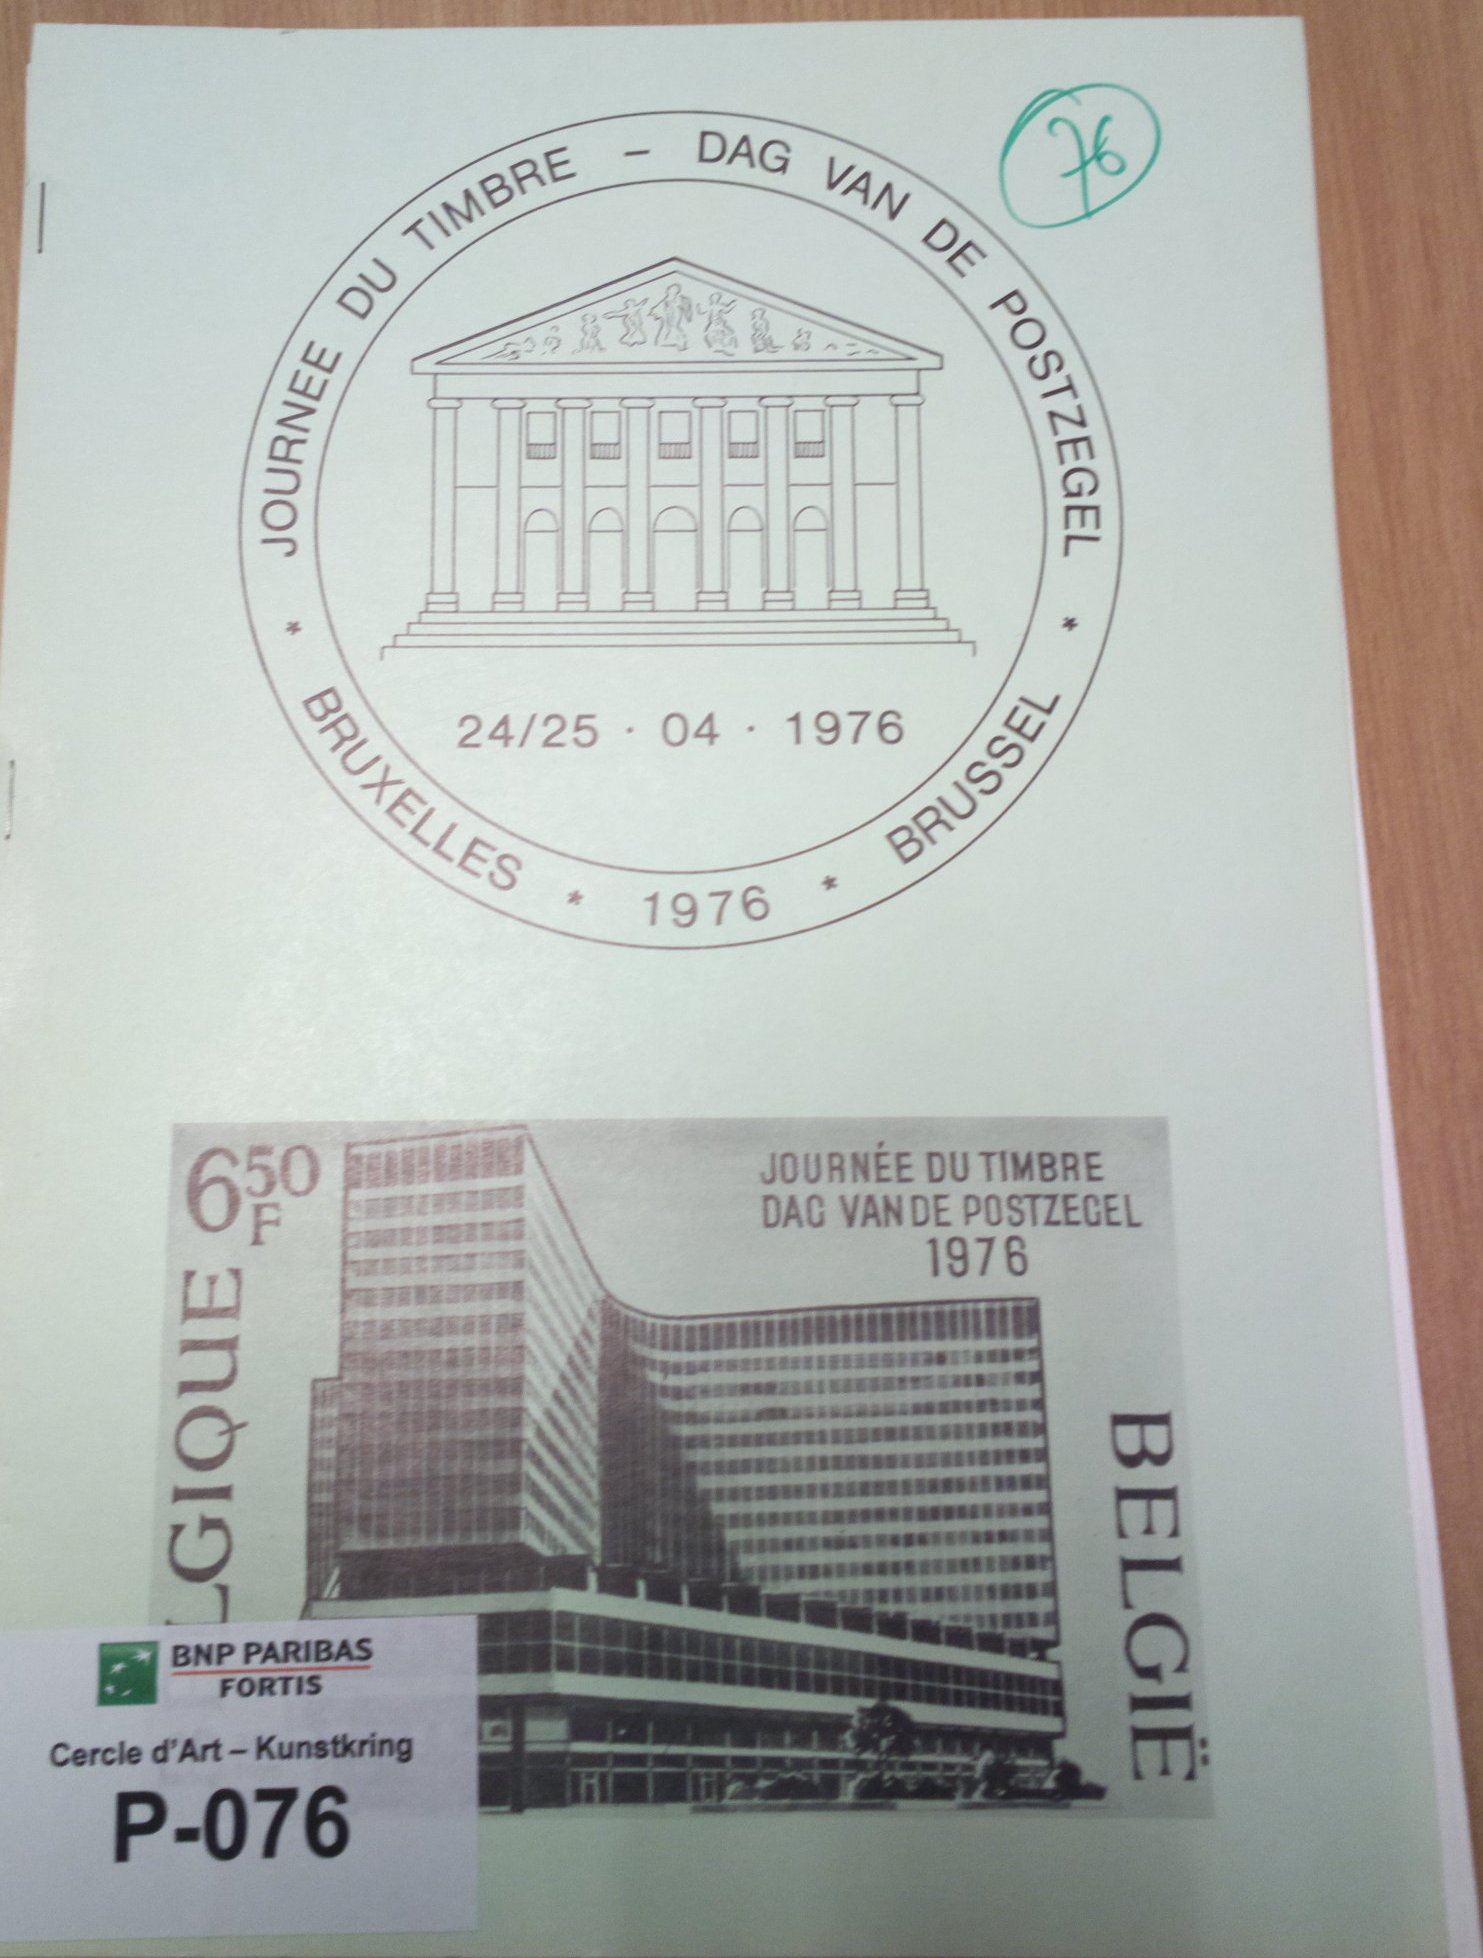 76
JOURNEE DU TIMBRE – DAG VAN DE POSTZEGEL
24/25 · 04 · 1976
* BRUXELLES * 1976 * BRUSSEL *
6 50 F
JOURNÉE DU TIMBRE
DAG VAN DE POSTZEGEL
1976
LGIQUE
BELGIË
BNP PARIBAS
FORTIS
Cercle d'Art – Kunstkring
P-076